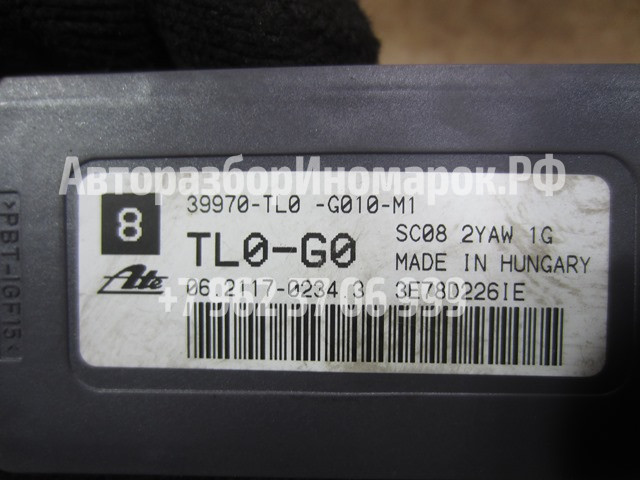 АвторазборИномарок.РФ
8
39970-TL0 -G010-M1
TL0-G0
SC08 2YAW 1G
MADE IN HUNGARY
Ate
06.2117-0234.3
3E78D226IE
>PBT-IGF15<